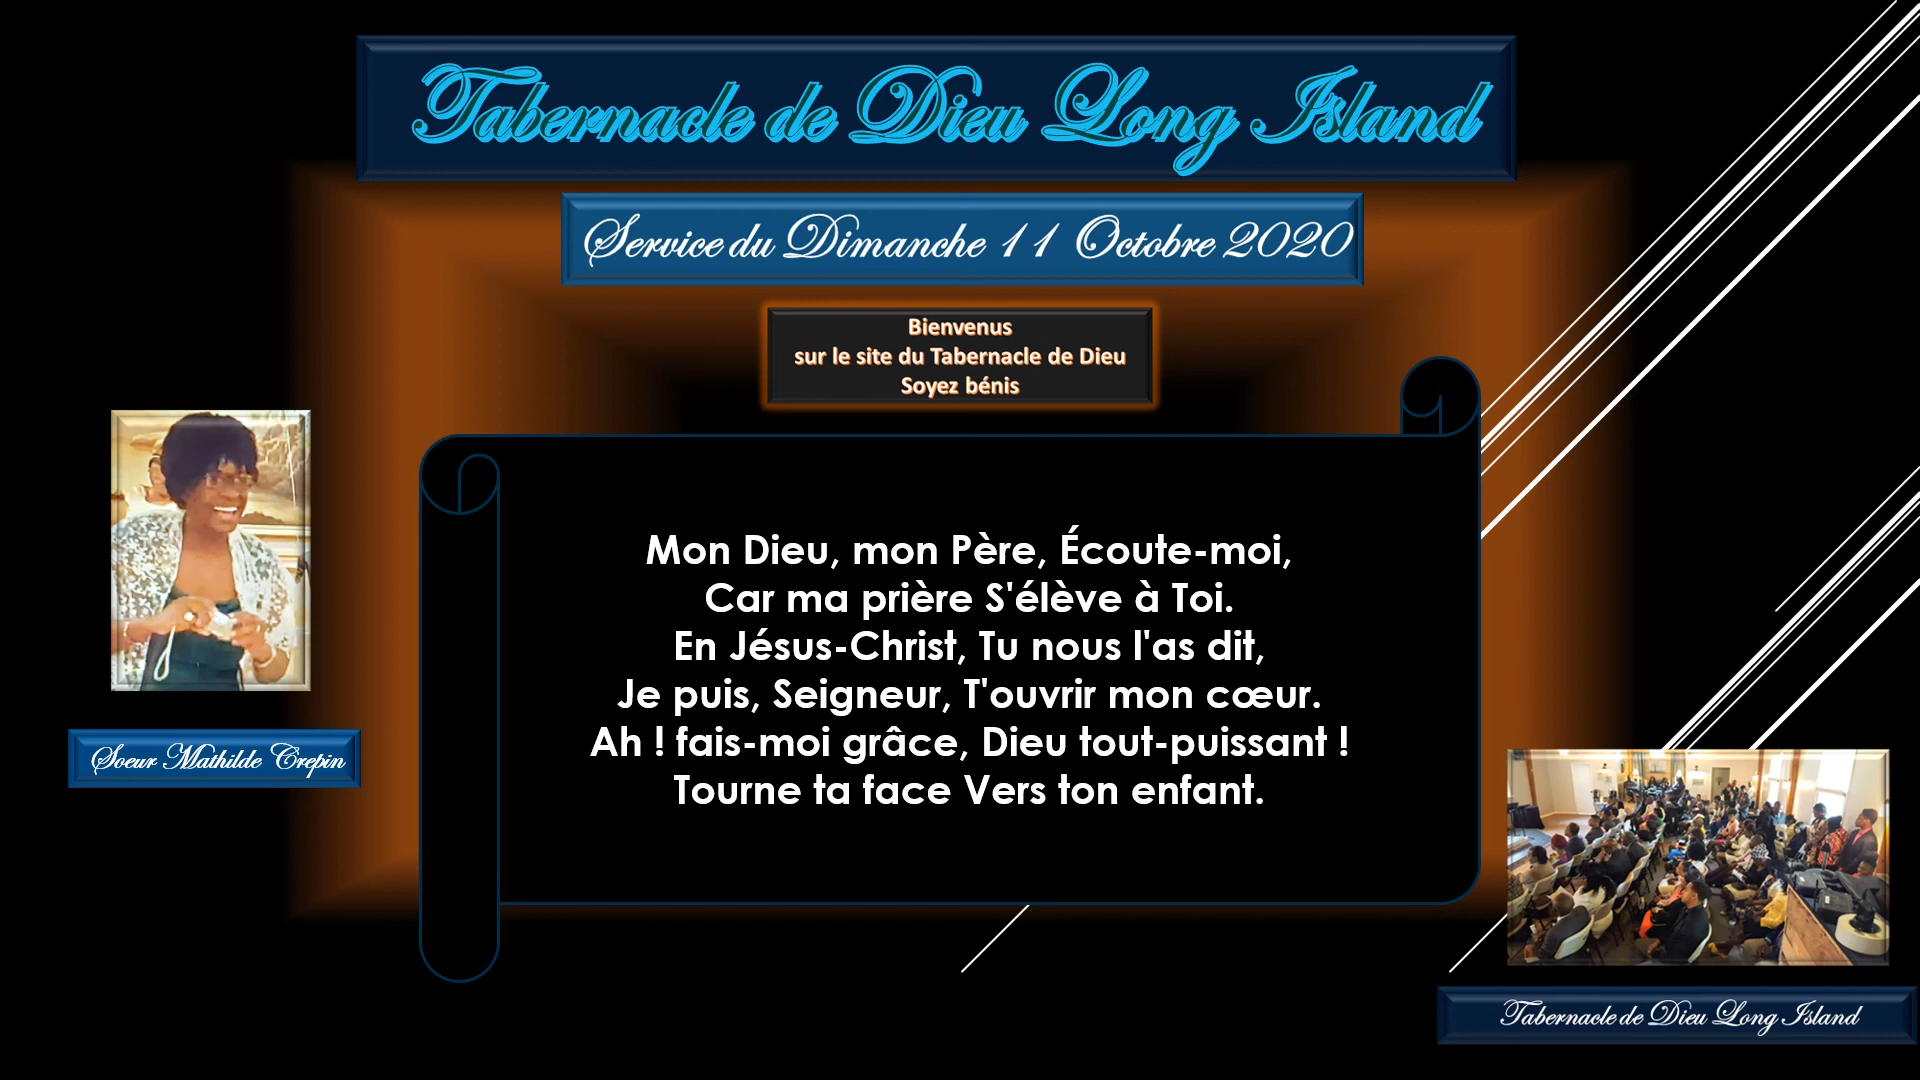 Tabernacle de Dieu Long Island
Service du Dimanche 11 Octobre 2020
Bienvenus
sur le site du Tabernacle de Dieu
Soyez bénis
Mon Dieu, mon Père, Écoute-moi,
Car ma prière S'élève à Toi.
En Jésus-Christ, Tu nous l'as dit,
Je puis, Seigneur, T'ouvrir mon cœur.
Ah ! fais-moi grâce, Dieu tout-puissant !
Tourne ta face Vers ton enfant.
Soeur Mathilde Crepin
Tabernacle de Dieu Long Island